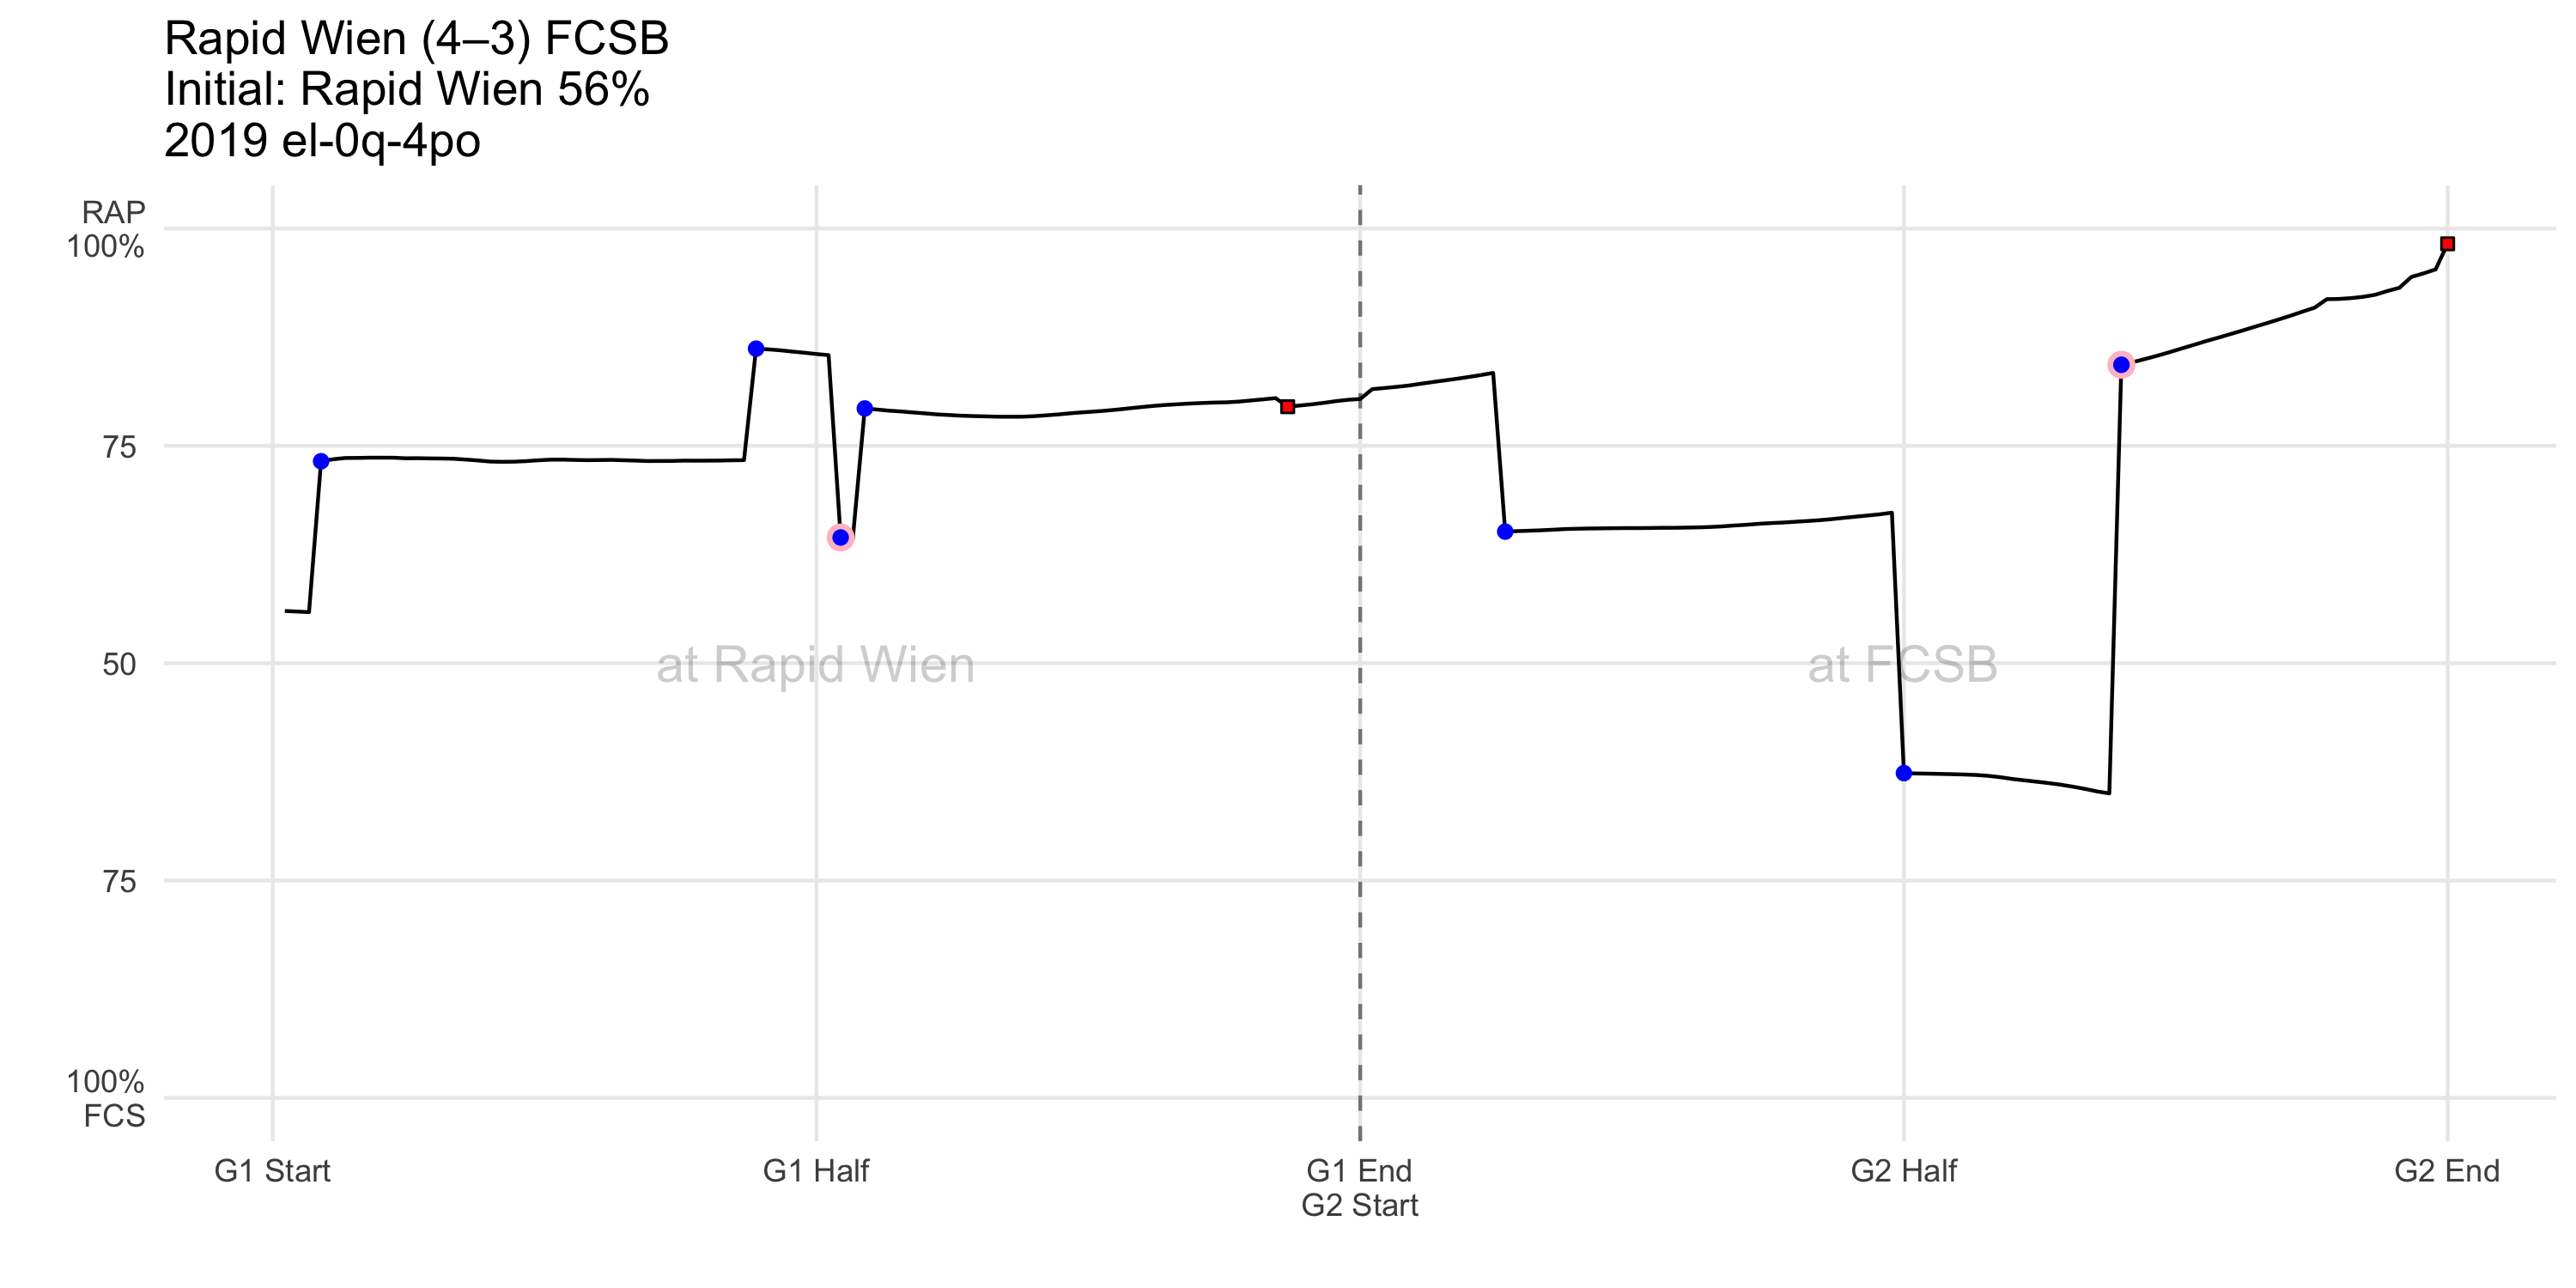 Rapid Wien (4–3) FCSB
Initial: Rapid Wien 56%
2019 el-0q-4po
RAP
100%
75
50
75
100%
FCS
at Rapid Wien
at FCSB
G1 Start
G1 Half
G1 End
G2 Start
G2 Half
G2 End